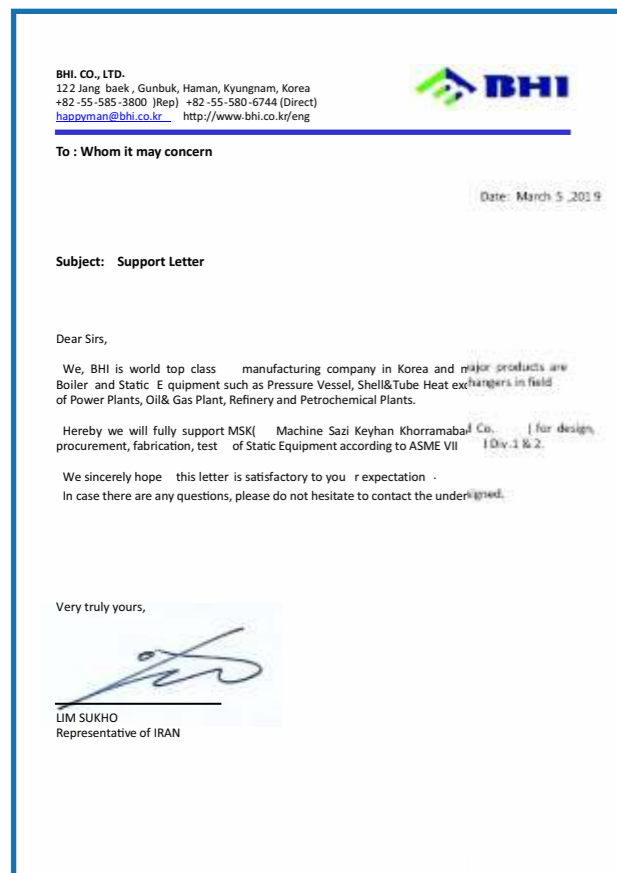 BHI. CO., LTD.
BHI
122 Jang baek , Gunbuk, Haman, Kyungnam, Korea
+82 -55-585-3800 )Rep) +82 -55-580-6744 (Direct)
happyman@bhi.co.kr http://www.bhi.co.kr/eng
To : Whom it may concern
Date: March 5 ,2019
Subject: Support Letter
Dear Sirs,
We, BHI is world top class manufacturing company in Korea and major products are
Boiler and Static E quipment such as Pressure Vessel, Shell&Tube Heat exchangers in field
of Power Plants, Oil& Gas Plant, Refinery and Petrochemical Plants.
Hereby we will fully support MSK( Machine Sazi Keyhan Khorramabad Co. ) for design,
procurement, fabrication, test of Static Equipment according to ASME VII I Div.1 & 2.
We sincerely hope this letter is satisfactory to you r expectation .
In case there are any questions, please do not hesitate to contact the undersigned.
Very truly yours,
LIM SUKHO
Representative of IRAN